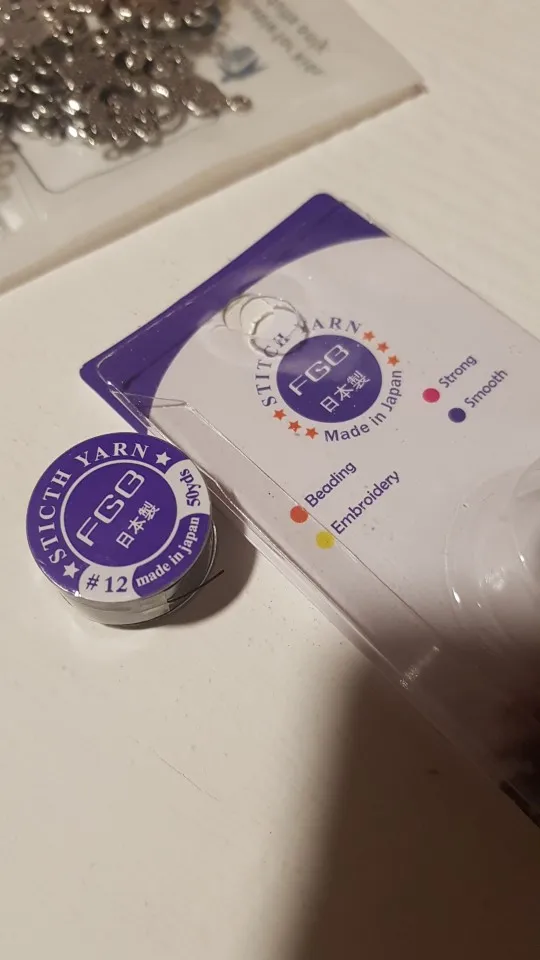 STITCH YARN
FGB
日本製
Made in Japan
Strong
Smooth
Beading
Embroidery
STICTH YARN
50yds
FGB
日本製
made in japan
#12